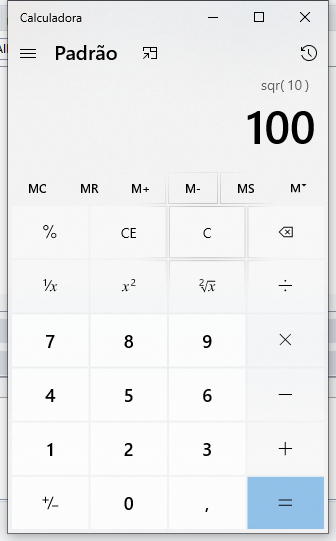 Calculadora
Padrão
sqr( 10 )
100
MC MR M+ M- MS M˅
% CE C
¹/x x² ²√x ÷
7 8 9 ×
4 5 6 −
1 2 3 +
+/− 0 , =